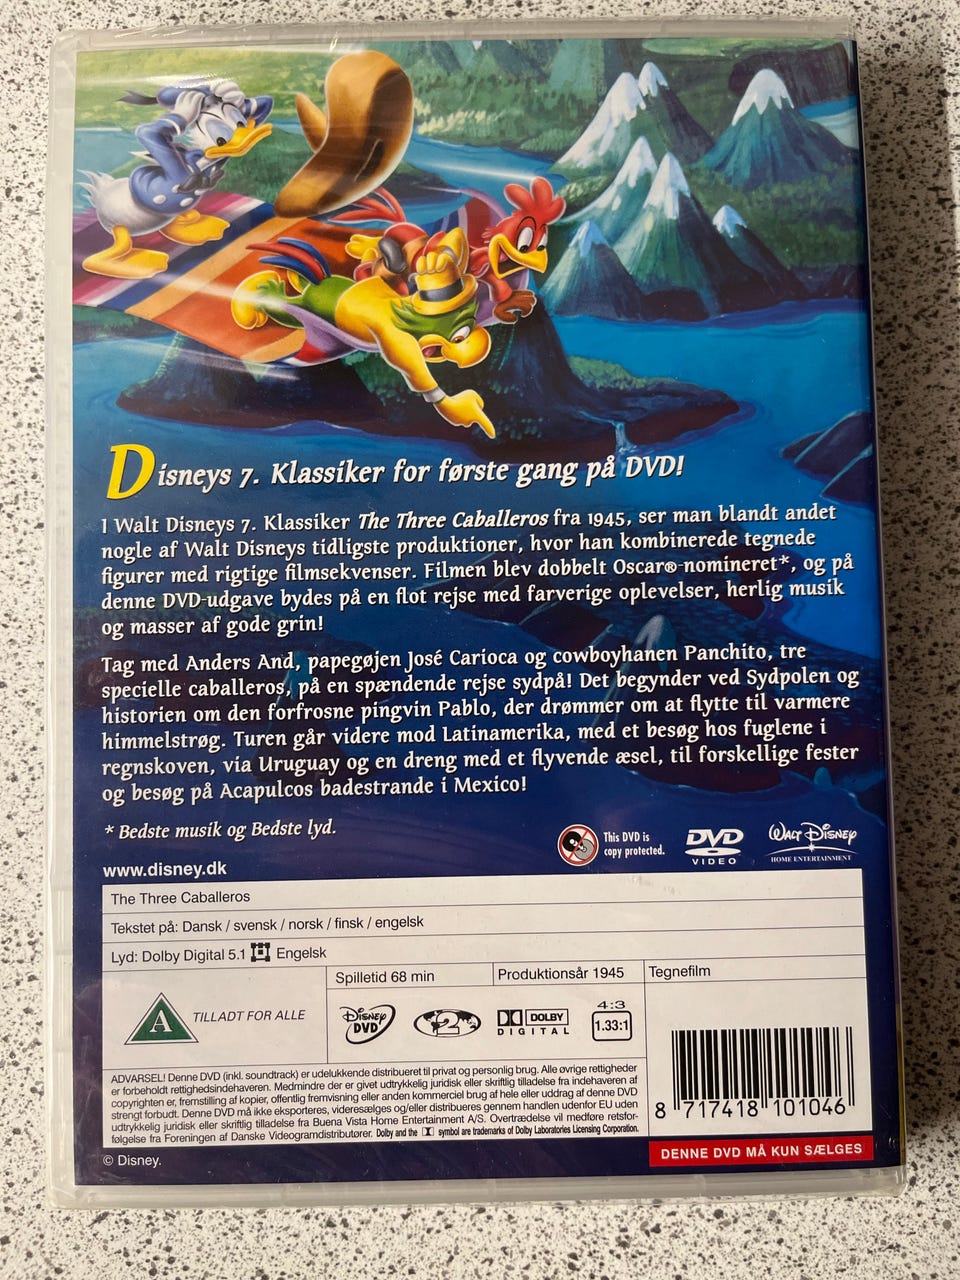 Disneys 7. Klassiker for første gang på DVD!
I Walt Disneys 7. Klassiker The Three Caballeros fra 1945, ser man blandt andet
nogle af Walt Disneys tidligste produktioner, hvor han kombinerede tegnede
figurer med rigtige filmsekvenser. Filmen blev dobbelt Oscar®-nomineret*, og på
denne DVD-udgave bydes på en flot rejse med farverige oplevelser, herlig musik
og masser af gode grin!
Tag med Anders And, papegøjen José Carioca og cowboyhanen Panchito, tre
specielle caballeros, på en spændende rejse sydpå! Det begynder ved Sydpolen og
historien om den forfrosne pingvin Pablo, der drømmer om at flytte til varmere
himmelstrøg. Turen går videre mod Latinamerika, med et besøg hos fuglene i
regnskoven, via Uruguay og en dreng med et flyvende æsel, til forskellige fester
og besøg på Acapulcos badestrande i Mexico!
* Bedste musik og Bedste lyd.
This DVD is
copy protected.
DVD
VIDEO
WALT DISNEY
HOME ENTERTAINMENT
www.disney.dk
The Three Caballeros
Tekstet på: Dansk / svensk / norsk / finsk / engelsk
Lyd: Dolby Digital 5.1 Engelsk
Spilletid 68 min
Produktionsår 1945
Tegnefilm
A
TILLADT FOR ALLE
Disney
DVD
2
DOLBY
DIGITAL
4:3
1.33:1
ADVARSEL! Denne DVD (inkl. soundtrack) er udelukkende distribueret til privat og personlig brug. Alle øvrige rettigheder
er forbeholdt rettighedsindehaveren. Medmindre der er givet udtrykkelig juridisk eller skriftlig tilladelse fra indehaveren af
copyrighten er, fremstilling af kopier, offentlig fremvisning eller anden kommerciel brug af hele eller uddrag af denne DVD
strengt forbudt. Denne DVD må ikke eksporteres, videresælges og/eller distribueres gennem handlen udenfor EU uden
udtrykkelig juridisk eller skriftlig tilladelse fra Buena Vista Home Entertainment A/S. Overtrædelse vil medføre retsfor-
følgelse fra Foreningen af Danske Videogramdistributører. Dolby and the symbol are trademarks of Dolby Laboratories Licensing Corporation.
8 717418 101046
© Disney.
DENNE DVD MÅ KUN SÆLGES